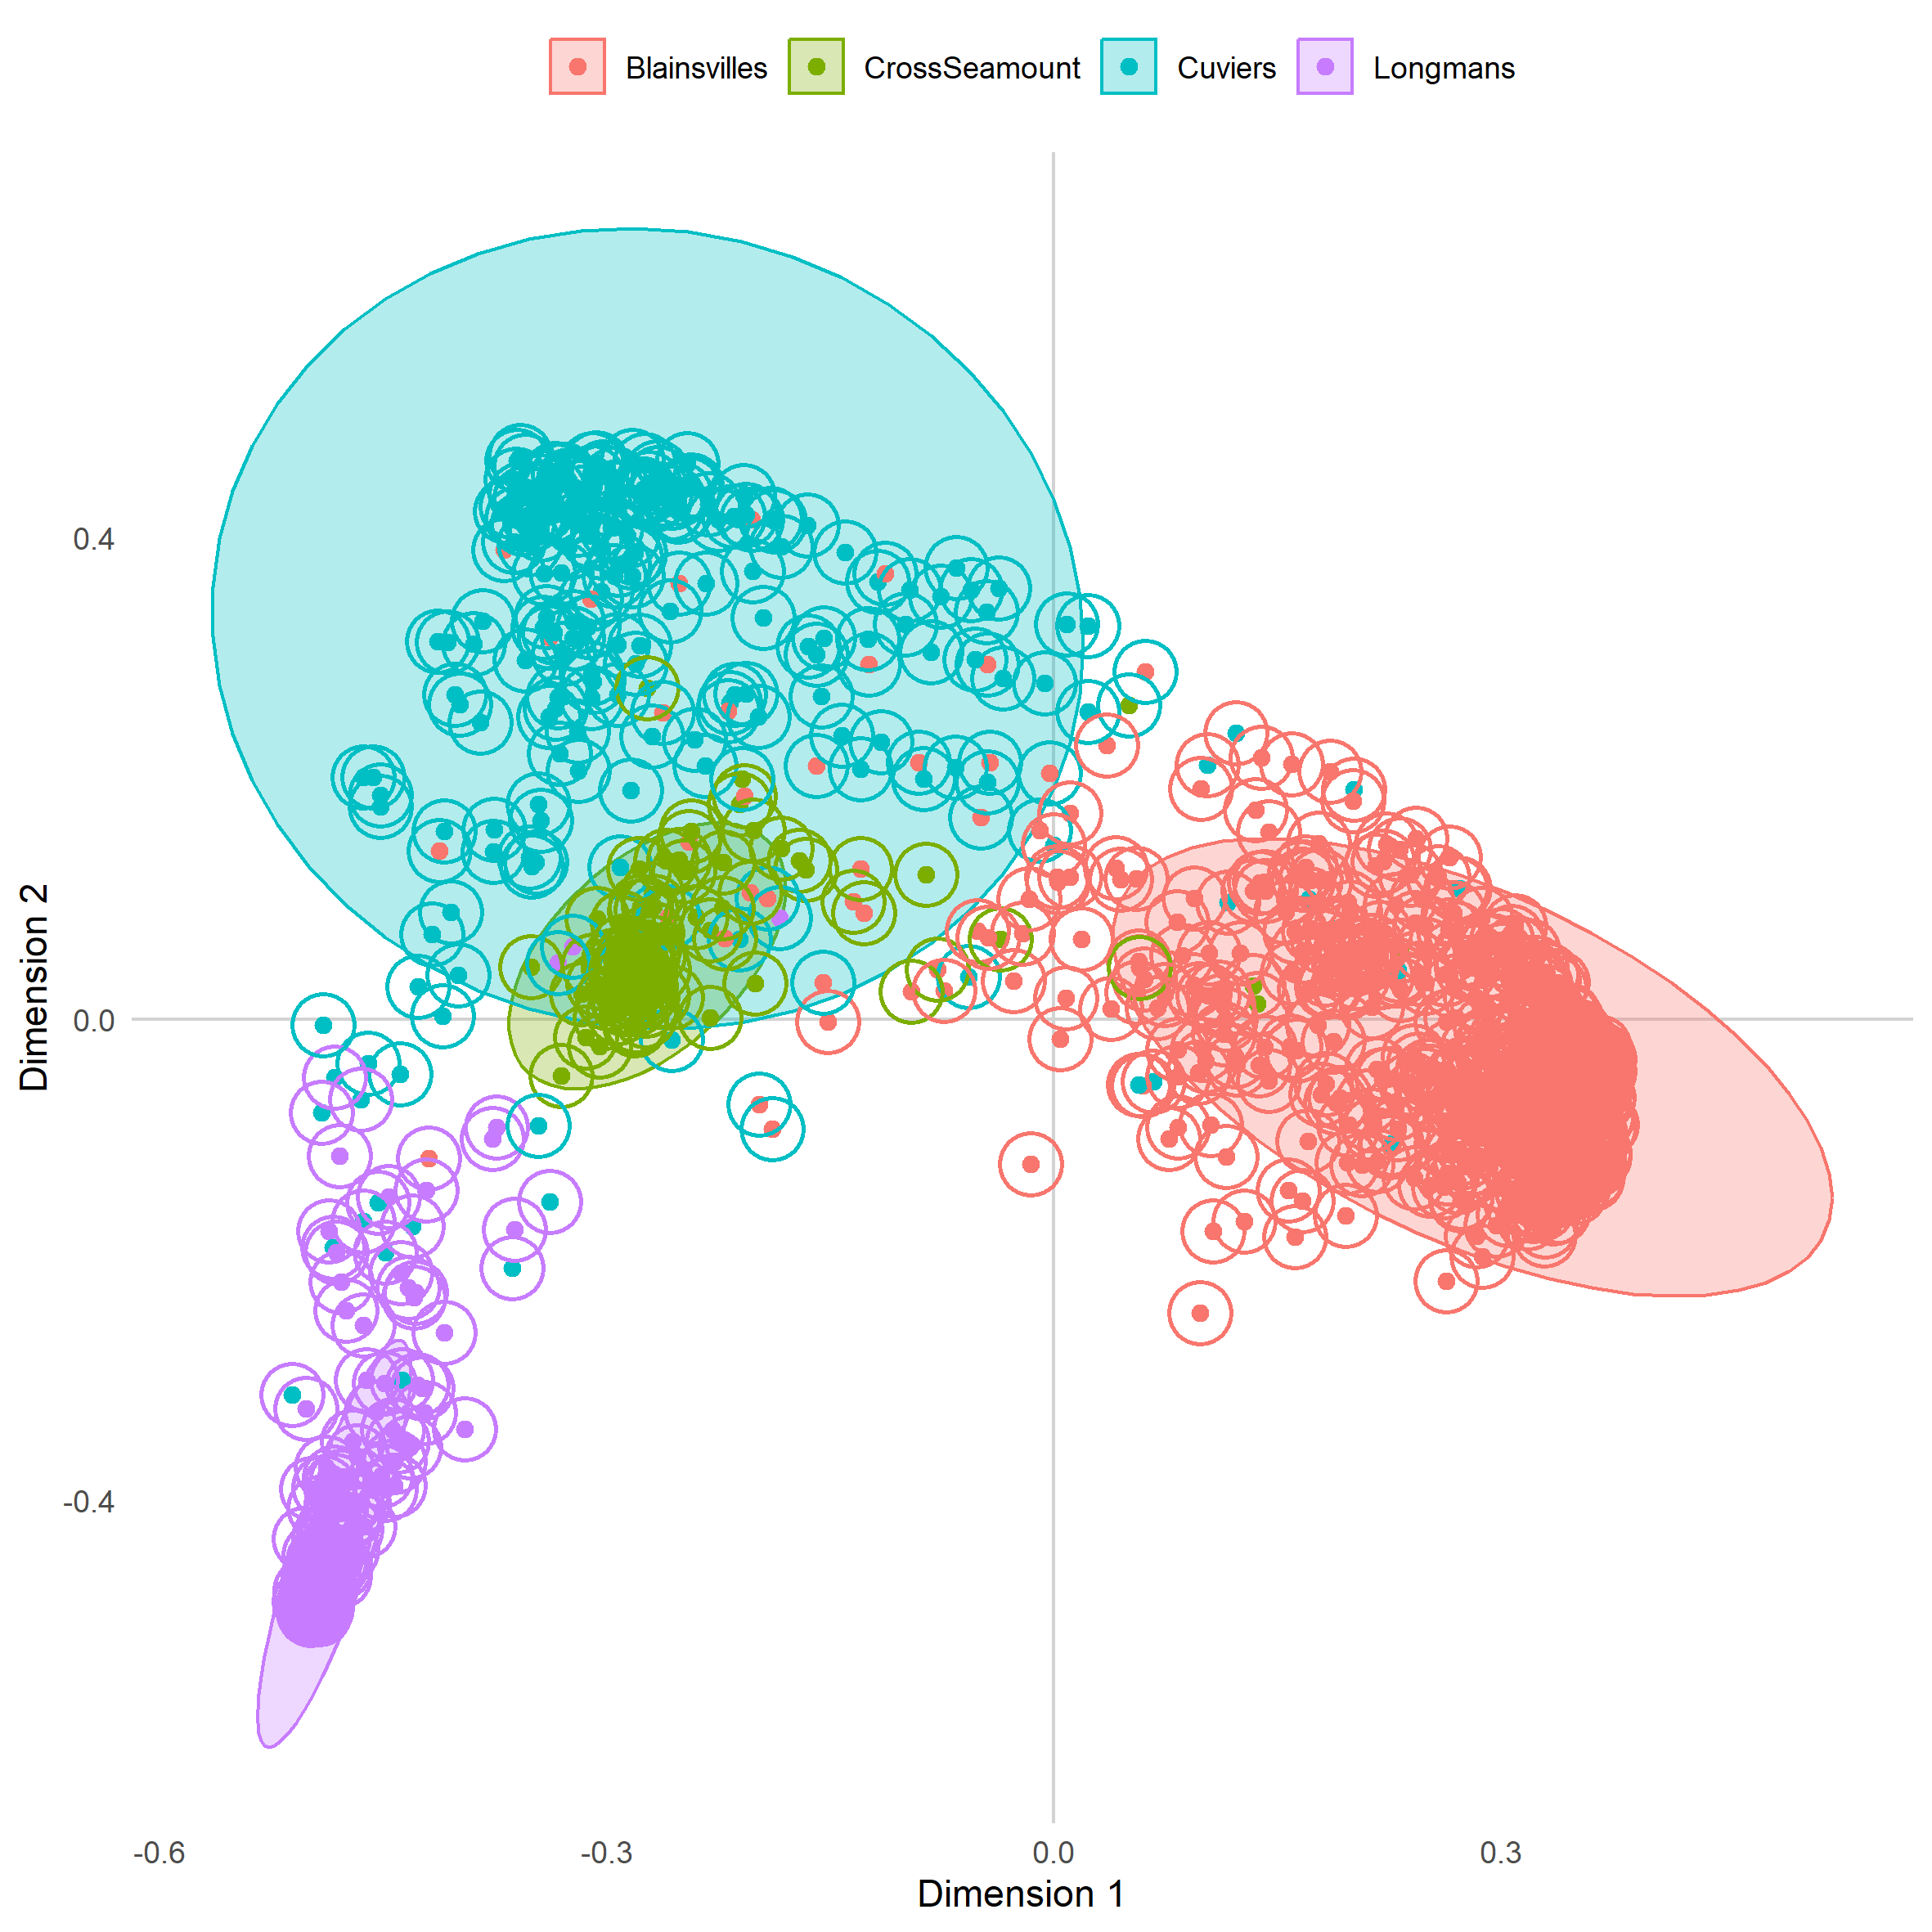 Blainsvilles CrossSeamount Cuviers Longmans
Dimension 2
0.4
0.0
-0.4
-0.6 -0.3 0.0 0.3
Dimension 1